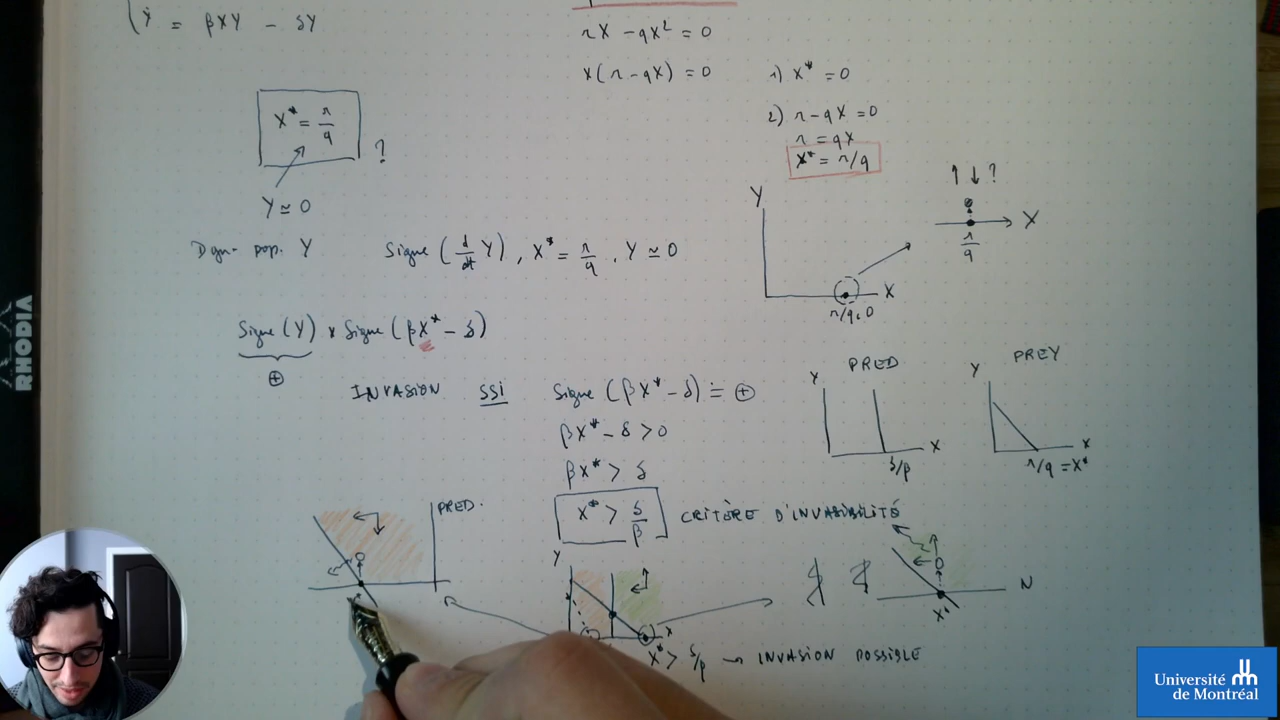 Ẏ = βXY - δY
rX - qX² = 0
X(r - qX) = 0
1) X* = 0
2) r - qX = 0
r = qX
X* = r/q
X* = r/q ?
Y ≃ 0
Dyn. pop. Y
Signe (d/dt Y), X* = r/q, Y ≃ 0
Y
X
r/q, 0
↑ ↓ ?
X
r/q
Signe (Y) × Signe (βX* - δ)
⊕
INVASION SSI Signe (βX* - δ) = ⊕
βX* - δ > 0
βX* > δ
X* > δ/β CRITÈRE D'INVASIBILITÉ
PRED
Y
X
δ/β
PREY
Y
X
r/q = X*
PRED.
Y
X
X* > δ/β → INVASION POSSIBLE
N
X*
RHODIA
Université
de Montréal